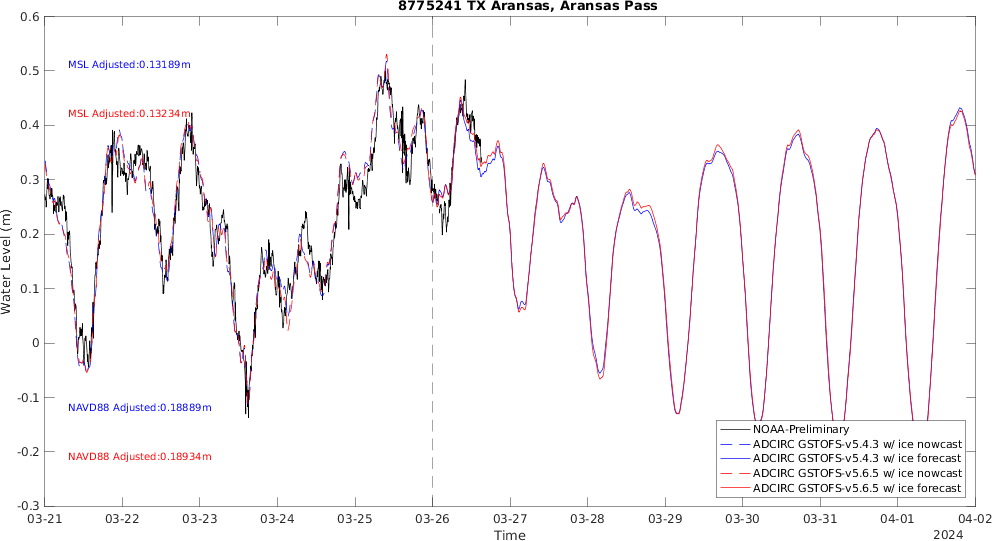 8775241 TX Aransas, Aransas Pass
0.6
0.5
0.4
0.3
0.2
0.1
0
-0.1
-0.2
-0.3
Water Level (m)
MSL Adjusted:0.13189m
MSL Adjusted:0.13234m
NAVD88 Adjusted:0.18889m
NAVD88 Adjusted:0.18934m
NOAA-Preliminary
ADCIRC GSTOFS-v5.4.3 w/ ice nowcast
ADCIRC GSTOFS-v5.4.3 w/ ice forecast
ADCIRC GSTOFS-v5.6.5 w/ ice nowcast
ADCIRC GSTOFS-v5.6.5 w/ ice forecast
03-21 03-22 03-23 03-24 03-25 03-26 03-27 03-28 03-29 03-30 03-31 04-01 04-02
Time 2024